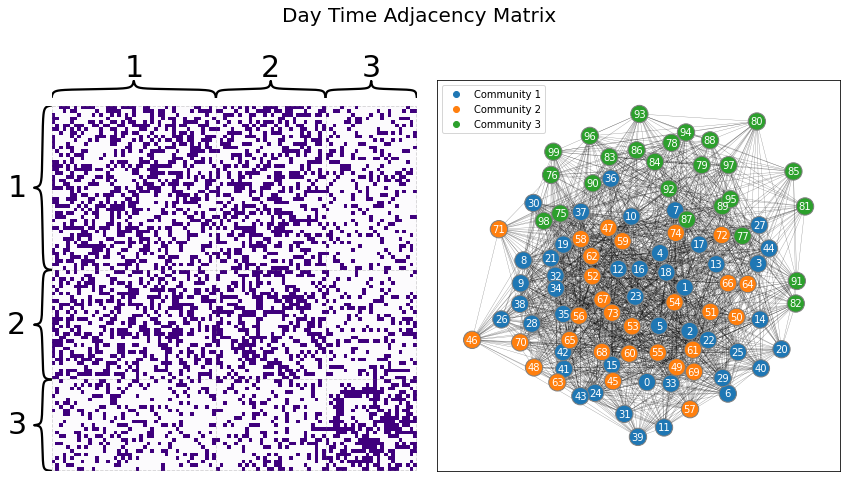 Day Time Adjacency Matrix
1 2 3
1
2
3
Community 1
Community 2
Community 3
93
80
94
96 88
78
86
99 83
84 79 97
85
76 90 36
92
95
30 89 81
7
75 37 10 87
98 27
47
71 74 72 77
58 59 17
19 44
4
8 21 62 13 3
12 16 18
32 52
9 66 64 91
34 1
67 23
38 54 82
35 73 51
26 56 50 14
28 53 5 2
46 70 65 22
61
42 68 60 55 25 20
48 41 15 49 69 40
29
63 45 0 33
43 24 6
57
31
11
39